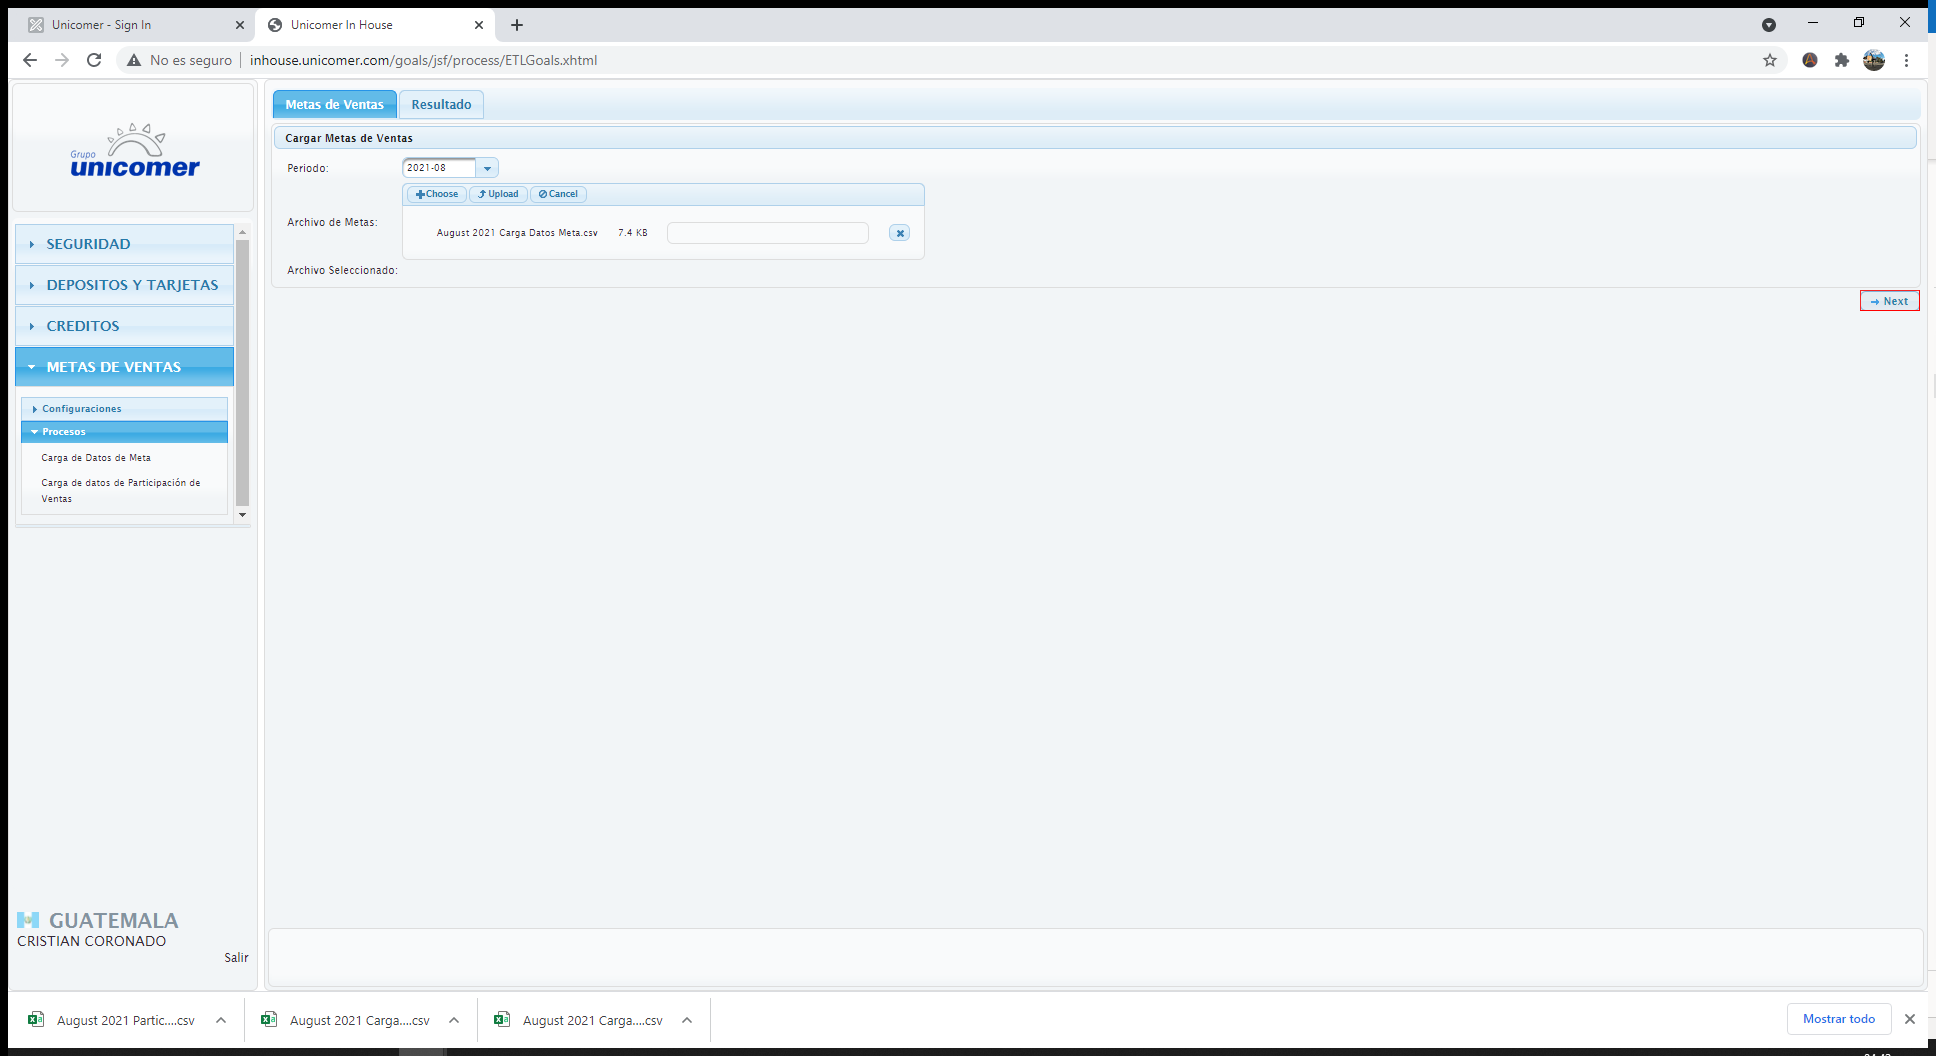 Unicomer - Sign In
Unicomer In House
No es seguro
inhouse.unicomer.com/goals/jsf/process/ETLGoals.xhtml
Grupo
unicomer
SEGURIDAD
DEPOSITOS Y TARJETAS
CREDITOS
METAS DE VENTAS
Configuraciones
Procesos
Carga de Datos de Meta
Carga de datos de Participación de
Ventas
GUATEMALA
CRISTIAN CORONADO
Salir
Metas de Ventas
Resultado
Cargar Metas de Ventas
Periodo:
2021-08
Choose
Upload
Cancel
Archivo de Metas:
August 2021 Carga Datos Meta.csv
7.4 KB
Archivo Seleccionado:
Next
August 2021 Partic....csv
August 2021 Carga....csv
August 2021 Carga....csv
Mostrar todo